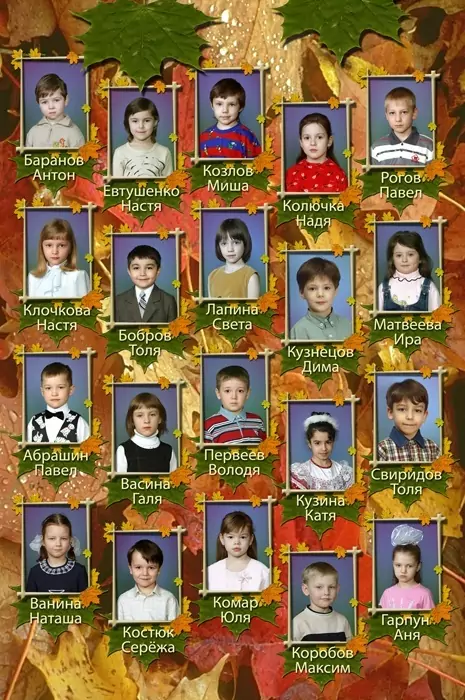 Баранов
Антон
Евтушенко
Настя
Козлов
Миша
Колючка
Надя
Рогов
Павел
Клочкова
Настя
Бобров
Толя
Лапина
Света
Кузнецов
Дима
Матвеева
Ира
Абрашин
Павел
Васина
Галя
Первеев
Володя
Кузина
Катя
Свиридов
Толя
Ванина
Наташа
Костюк
Серёжа
Комар
Юля
Коробов
Максим
Гарпун
Аня